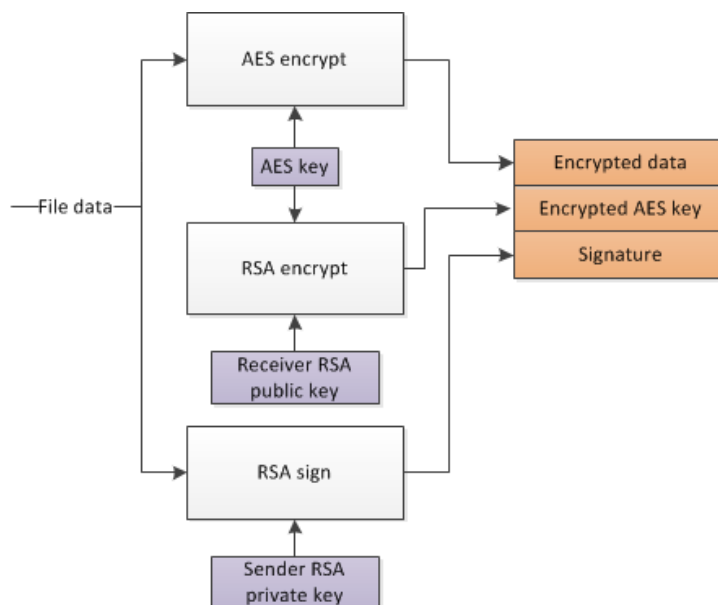 AES encrypt
AES key
Encrypted data
File data
Encrypted AES key
RSA encrypt
Signature
Receiver RSA
public key
RSA sign
Sender RSA
private key